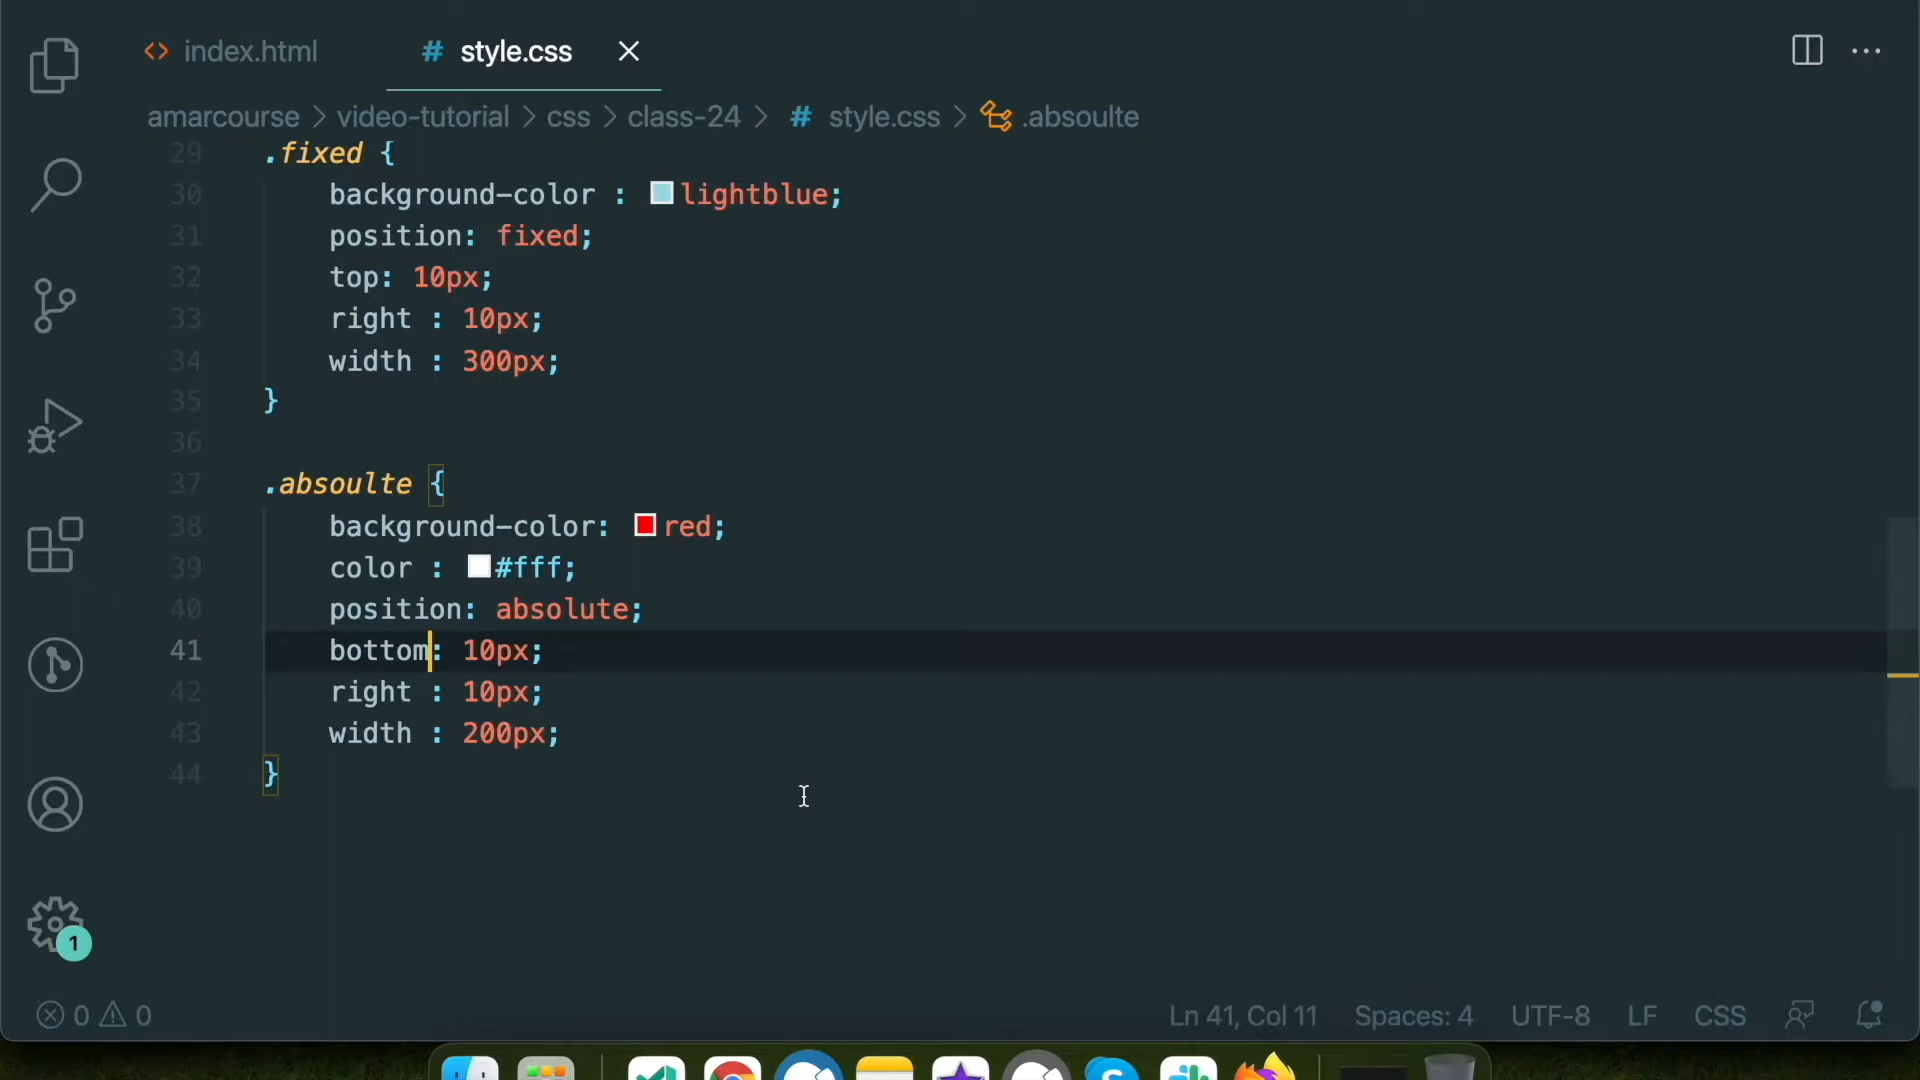 index.html
style.css
amarcourse > video-tutorial > css > class-24 > # style.css > .absoulte
29 .fixed {
30 background-color : lightblue;
31 position: fixed;
32 top: 10px;
33 right : 10px;
34 width : 300px;
35 }
36
37 .absoulte {
38 background-color: red;
39 color : #fff;
40 position: absolute;
41 bottom: 10px;
42 right : 10px;
43 width : 200px;
44 }
1
0 0
Ln 41, Col 11 Spaces: 4 UTF-8 LF CSS